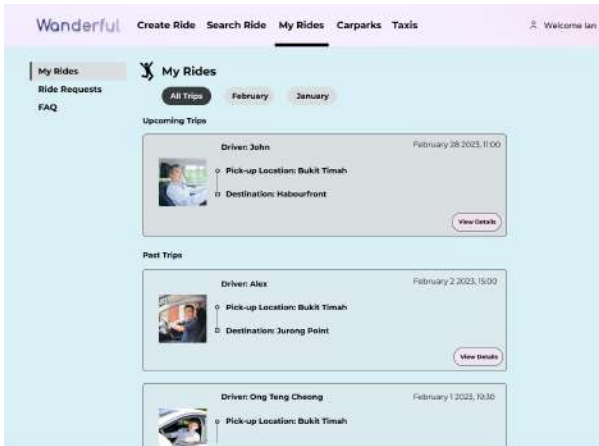 Wanderful Create Ride Search Ride My Rides Carparks Taxis Welcome Ian
My Rides
Ride Requests
FAQ
My Rides
All Trips February January
Upcoming Trips
Driver: John February 28 2023, 11:00
Pick-up Location: Bukit Timah
Destination: Habourfront
View Details
Past Trips
Driver: Alex February 2 2023, 15:00
Pick-up Location: Bukit Timah
Destination: Jurong Point
View Details
Driver: Ong Teng Cheong February 1 2023, 19:30
Pick-up Location: Bukit Timah